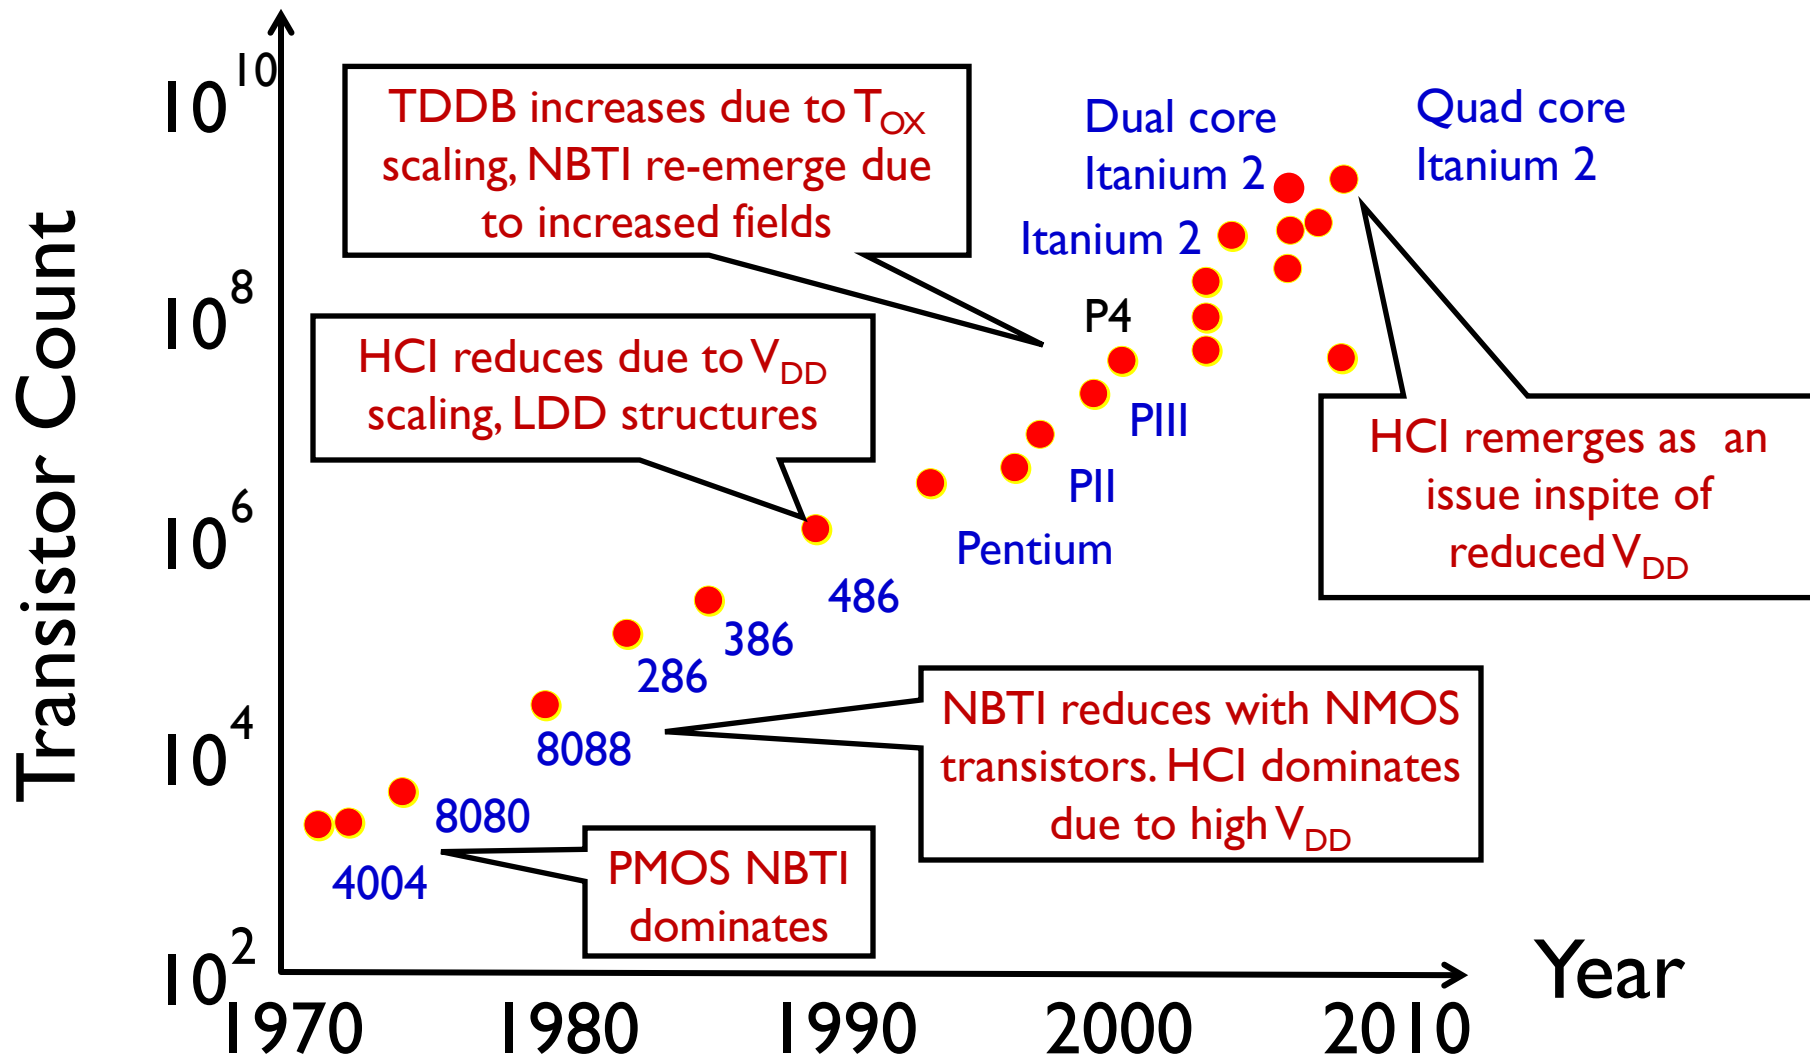 Transistor Count
10^10
10^8
10^6
10^4
10^2
TDDB increases due to T_OX
scaling, NBTI re-emerge due
to increased fields
Dual core
Itanium 2
Quad core
Itanium 2
Itanium 2
P4
HCI reduces due to V_DD
scaling, LDD structures
PIII
HCI remerges as an
issue inspite of
reduced V_DD
PII
Pentium
486
386
286
NBTI reduces with NMOS
transistors. HCI dominates
due to high V_DD
8088
8080
PMOS NBTI
dominates
4004
Year
1970 1980 1990 2000 2010